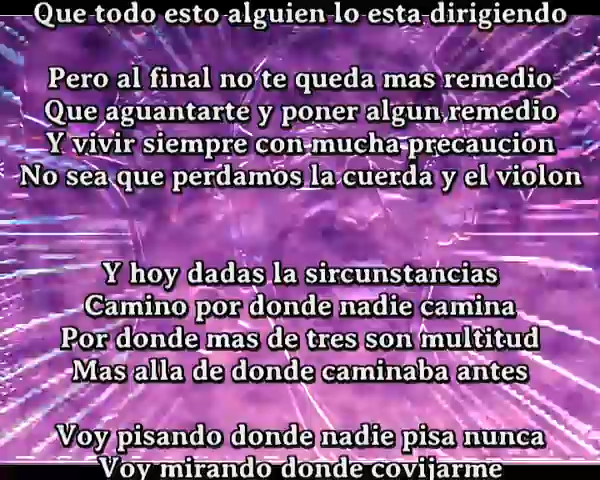 Que todo esto alguien lo esta dirigiendo
Pero al final no te queda mas remedio
Que aguantarte y poner algun remedio
Y vivir siempre con mucha precaucion
No sea que perdamos la cuerda y el violon
Y hoy dadas la sircunstancias
Camino por donde nadie camina
Por donde mas de tres son multitud
Mas alla de donde caminaba antes
Voy pisando donde nadie pisa nunca
Voy mirando donde covijarme